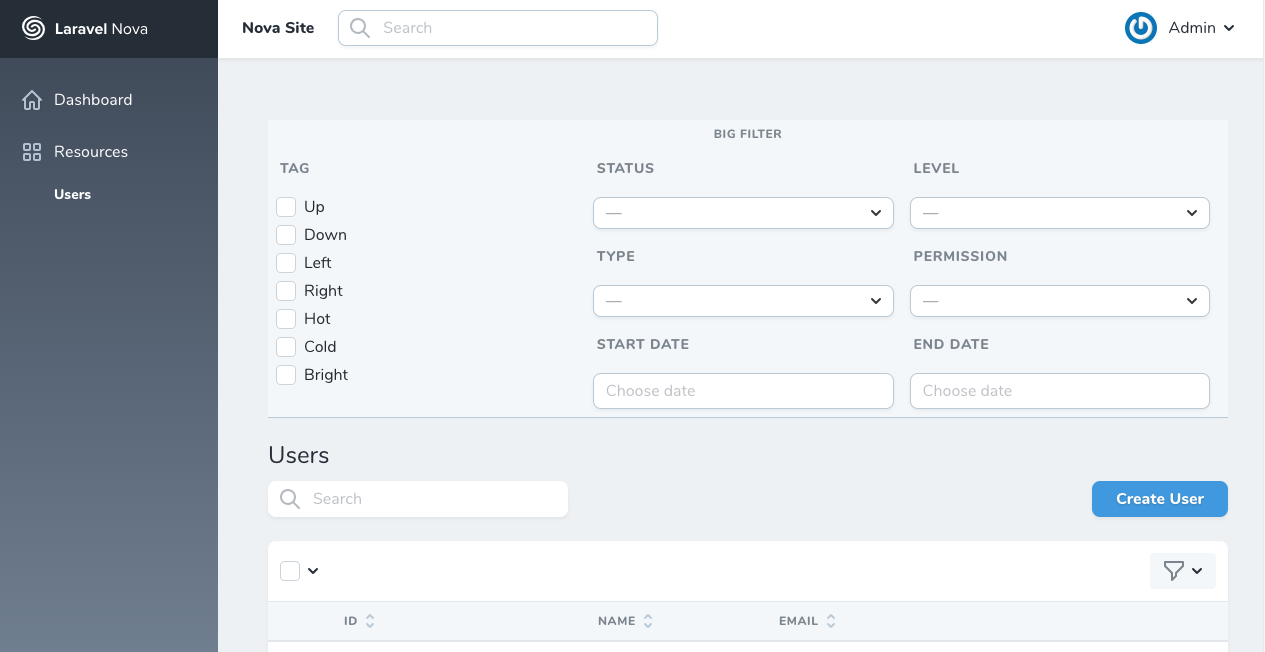 Laravel Nova
Nova Site
Search
Admin
Dashboard
Resources
Users
BIG FILTER
TAG
Up
Down
Left
Right
Hot
Cold
Bright
STATUS
—
LEVEL
—
TYPE
—
PERMISSION
—
START DATE
Choose date
END DATE
Choose date
Users
Search
Create User
ID
NAME
EMAIL